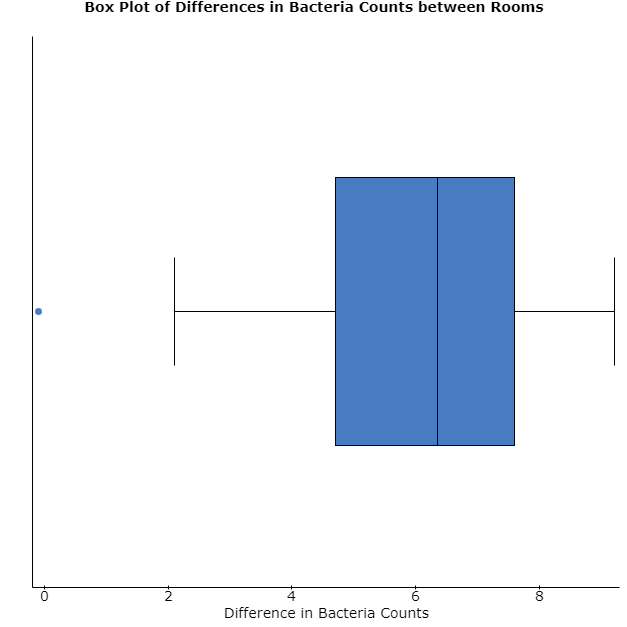 Box Plot of Differences in Bacteria Counts between Rooms
0 2 4 6 8
Difference in Bacteria Counts